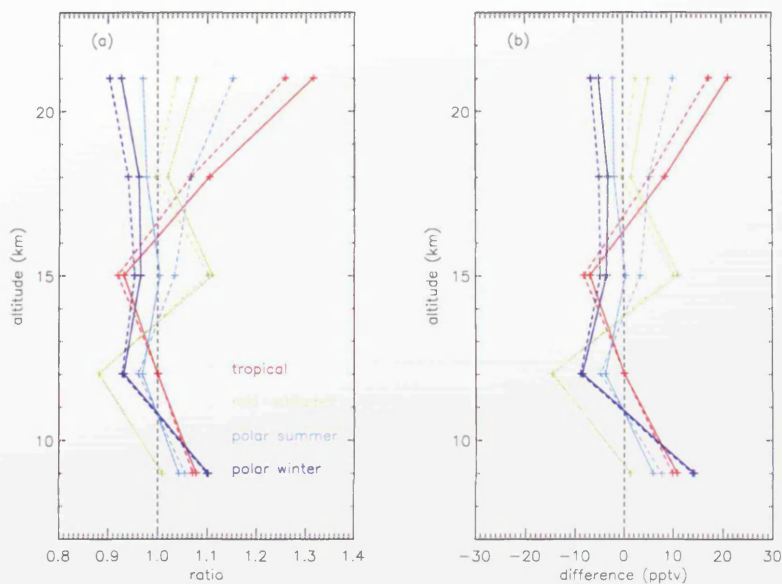 (a)
20
15
10
altitude (km)
tropical
mid-latitudes
polar summer
polar winter
0.8 0.9 1.0 1.1 1.2 1.3 1.4
ratio
(b)
20
15
10
altitude (km)
-30 -20 -10 0 10 20 30
difference (pptv)